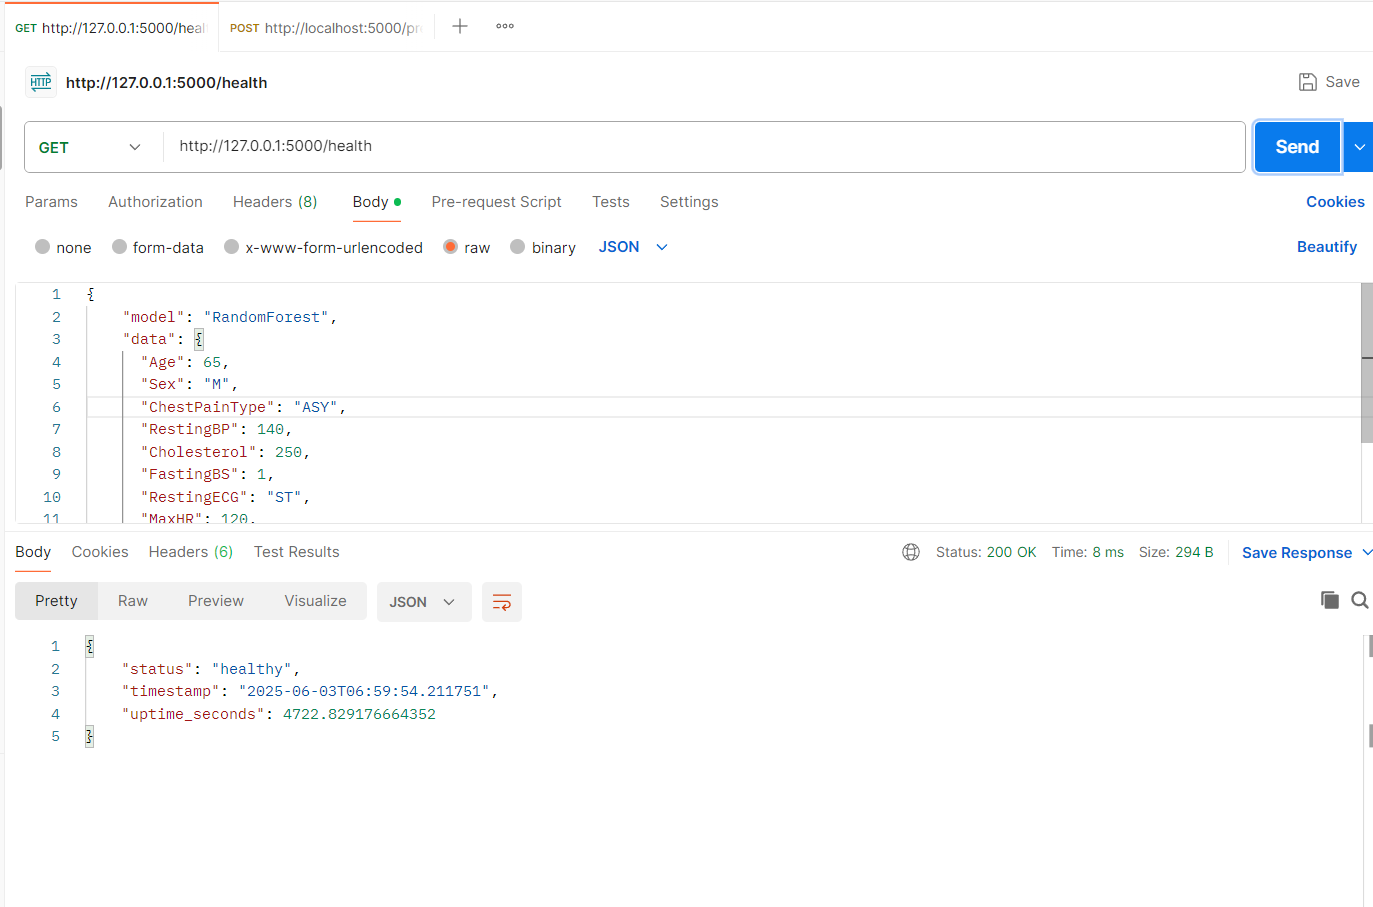 GET http://127.0.0.1:5000/heal POST http://localhost:5000/pr
HTTP http://127.0.0.1:5000/health Save
GET http://127.0.0.1:5000/health Send
Params Authorization Headers (8) Body Pre-request Script Tests Settings Cookies
none form-data x-www-form-urlencoded raw binary JSON Beautify
1 {
2 "model": "RandomForest",
3 "data": {
4 "Age": 65,
5 "Sex": "M",
6 "ChestPainType": "ASY",
7 "RestingBP": 140,
8 "Cholesterol": 250,
9 "FastingBS": 1,
10 "RestingECG": "ST",
11 "MaxHR": 120,
Body Cookies Headers (6) Test Results Status: 200 OK Time: 8 ms Size: 294 B Save Response
Pretty Raw Preview Visualize JSON
1 {
2 "status": "healthy",
3 "timestamp": "2025-06-03T06:59:54.211751",
4 "uptime_seconds": 4722.829176664352
5 }